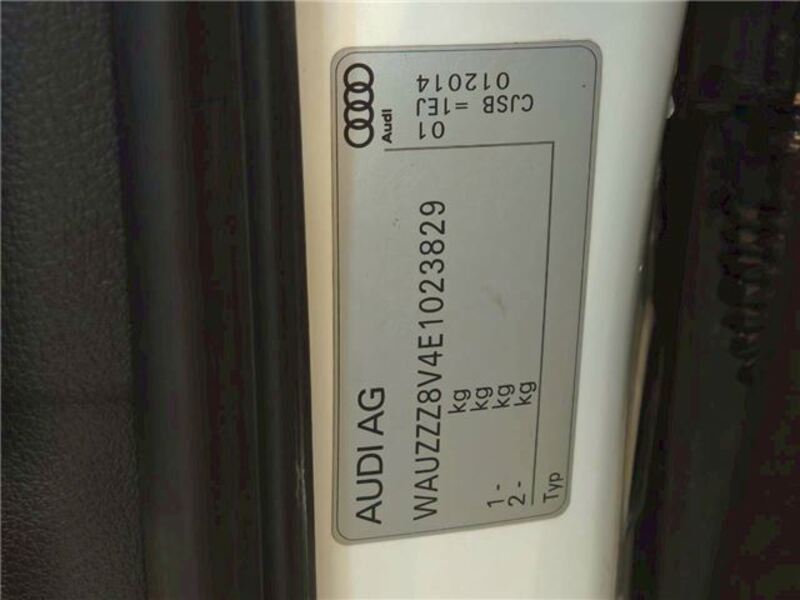 AUDI AG
WAUZZZ8V4E1023829
kg
kg
1- kg
2- kg
Typ
Audi
01
CJSB =1EJ
012014